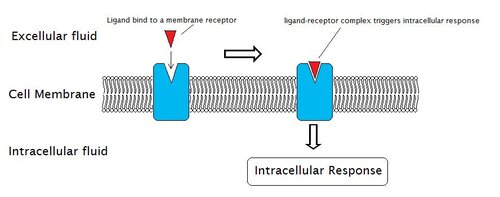 Ligand bind to a membrane receptor
ligand-receptor complex triggers intracellular response
Excellular fluid
Cell Membrane
Intracellular fluid
Intracellular Response